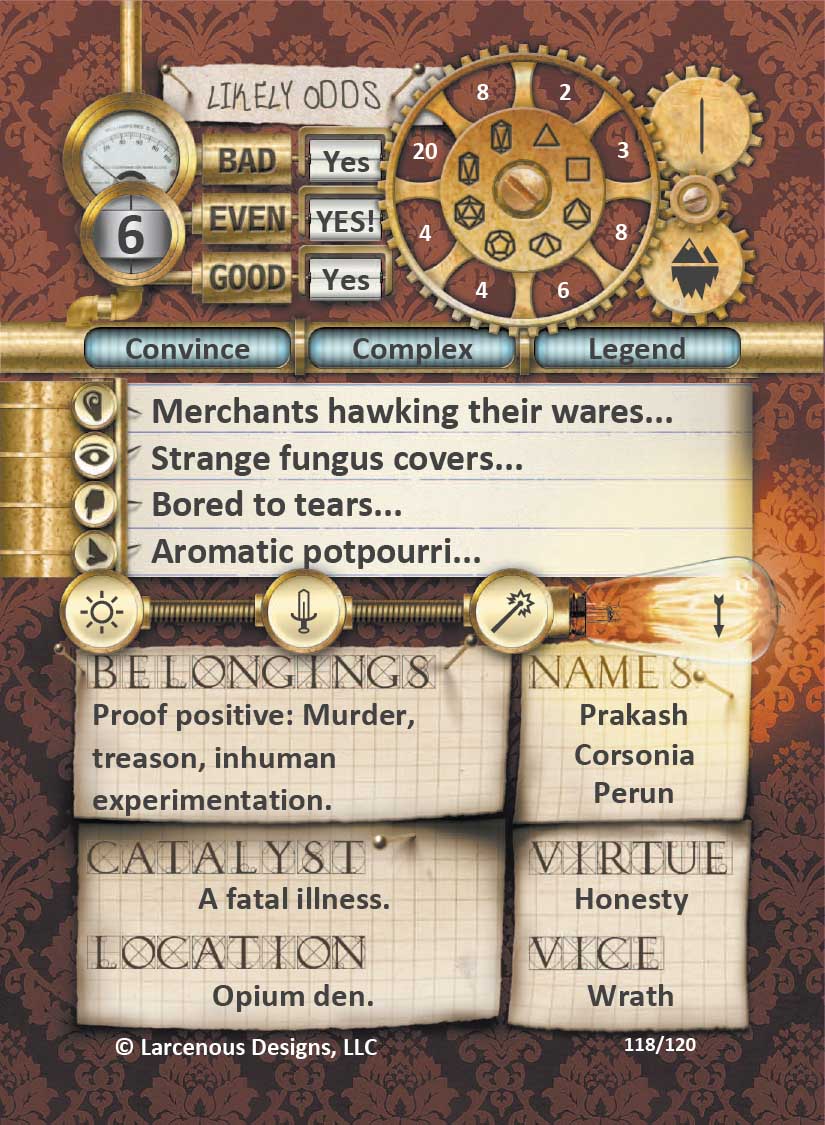 LIKELY ODDS
BAD Yes
6 EVEN YES!
GOOD Yes
8 2
20 3
4 8
4 6
Convince Complex Legend
Merchants hawking their wares...
Strange fungus covers...
Bored to tears...
Aromatic potpourri...
BELONGINGS
Proof positive: Murder,
treason, inhuman
experimentation.
NAMES
Prakash
Corsonia
Perun
CATALYST
A fatal illness.
LOCATION
Opium den.
VIRTUE
Honesty
VICE
Wrath
© Larcenous Designs, LLC
118/120